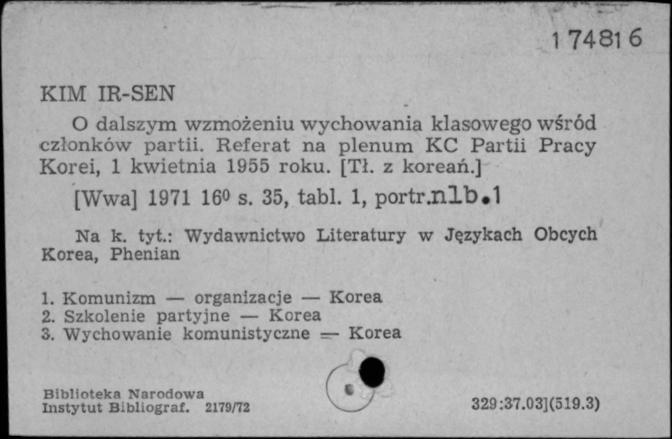 174816
KIM IR-SEN
O dalszym wzmożeniu wychowania klasowego wśród
członków partii. Referat na plenum KC Partii Pracy
Korei, 1 kwietnia 1955 roku. [Tł. z koreań.]
[Wwa] 1971 16⁰ s. 35, tabl. 1, portr.nlb.1
Na k. tyt.: Wydawnictwo Literatury w Językach Obcych
Korea, Phenian
1. Komunizm — organizacje — Korea
2. Szkolenie partyjne — Korea
3. Wychowanie komunistyczne — Korea
Biblioteka Narodowa
Instytut Bibliograf. 2179/72
329:37.03](519.3)